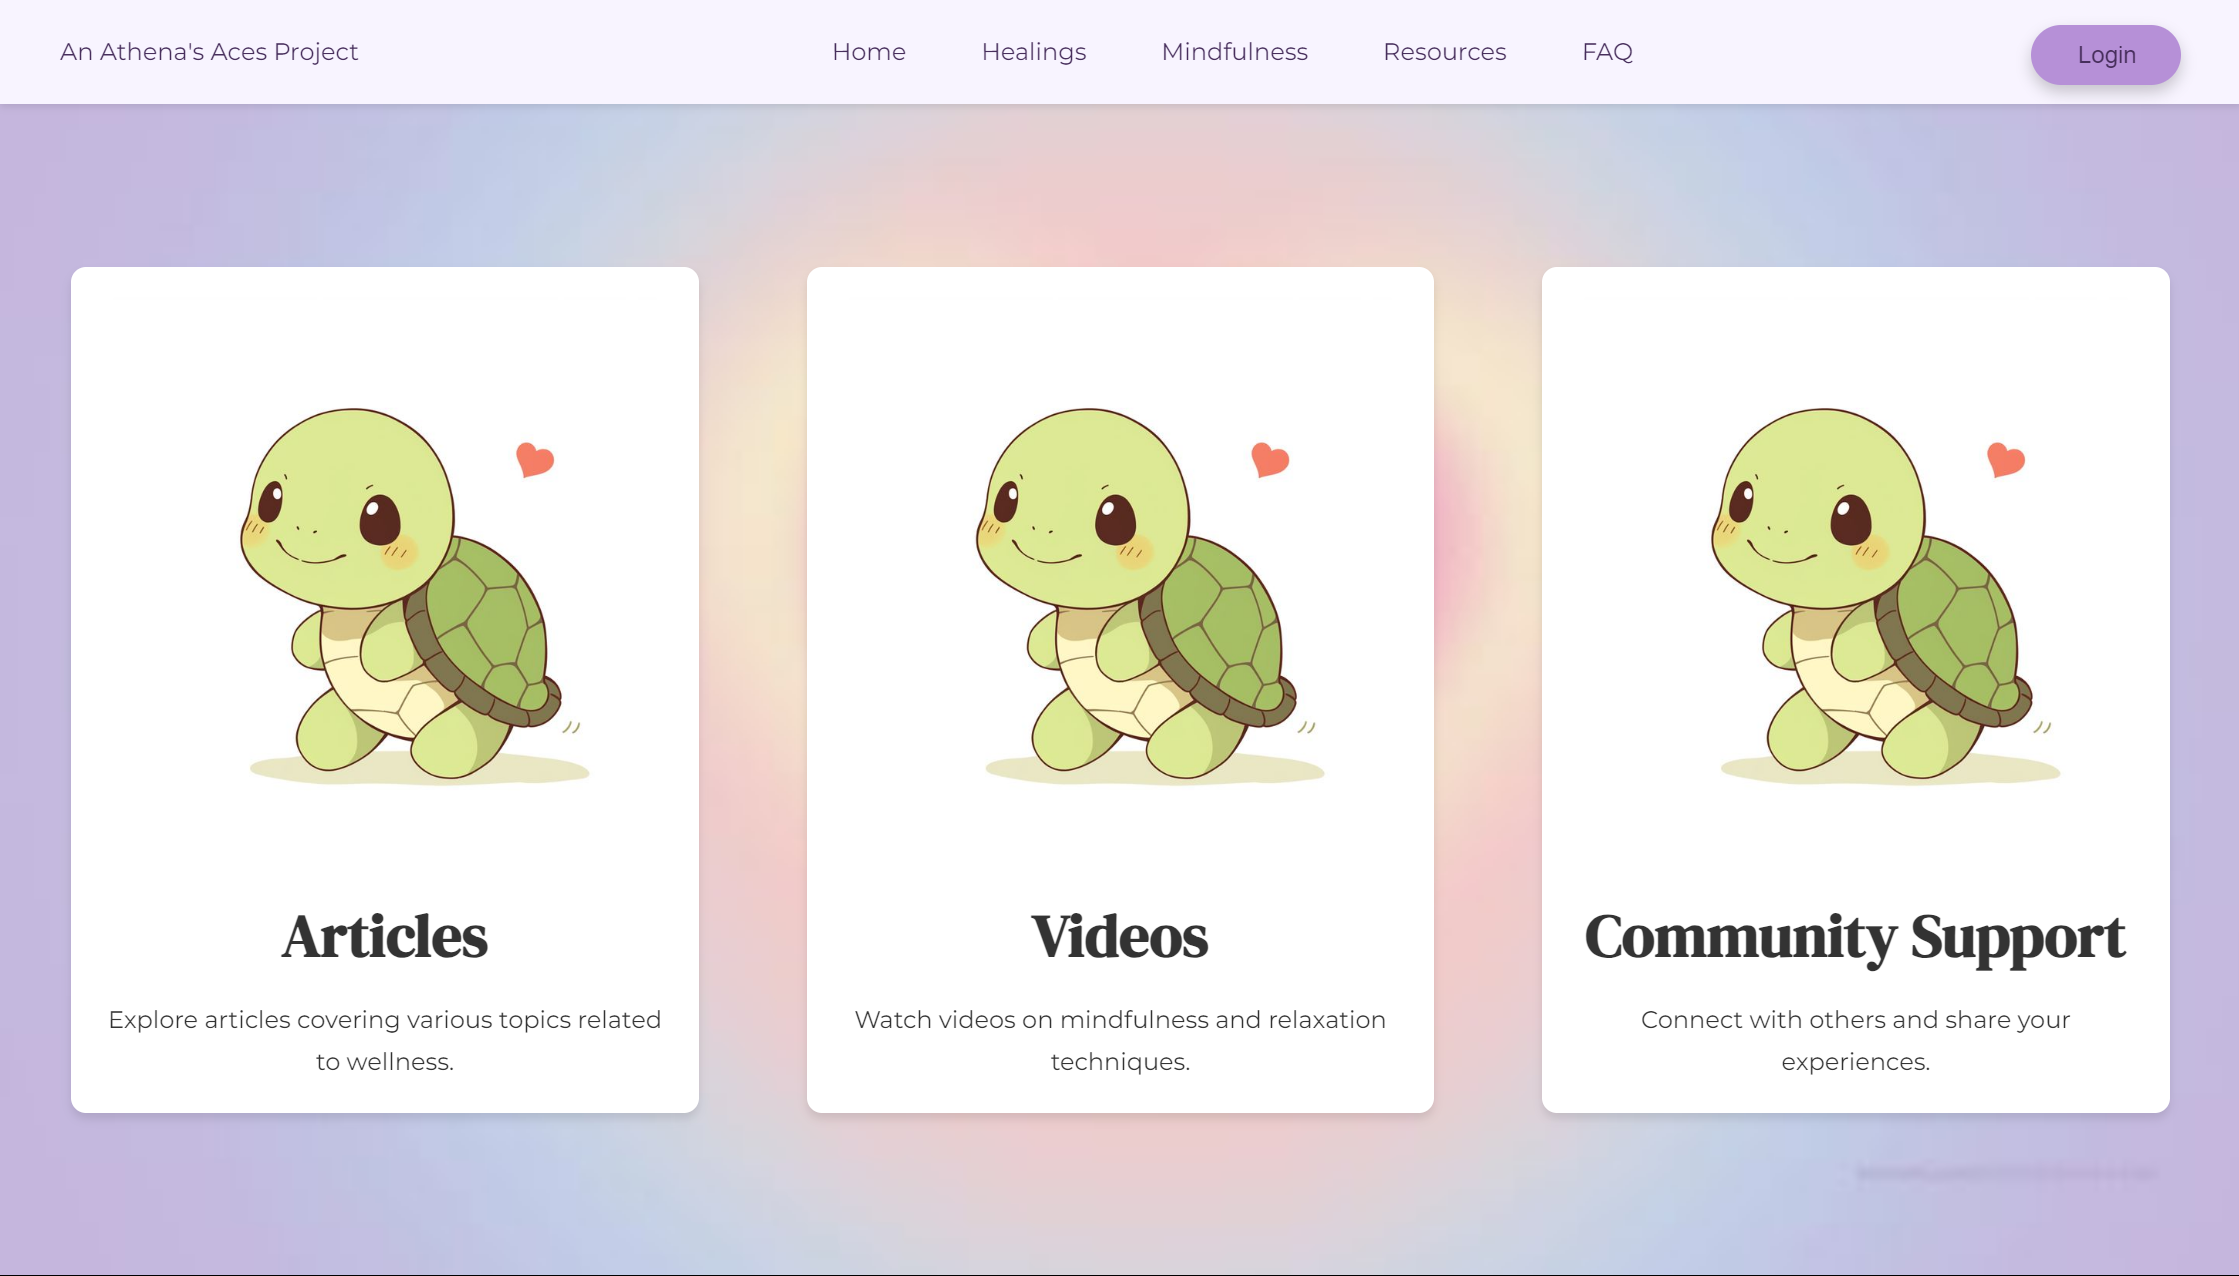 An Athena's Aces Project
Home
Healings
Mindfulness
Resources
FAQ
Login
Articles
Explore articles covering various topics related
to wellness.
Videos
Watch videos on mindfulness and relaxation
techniques.
Community Support
Connect with others and share your
experiences.